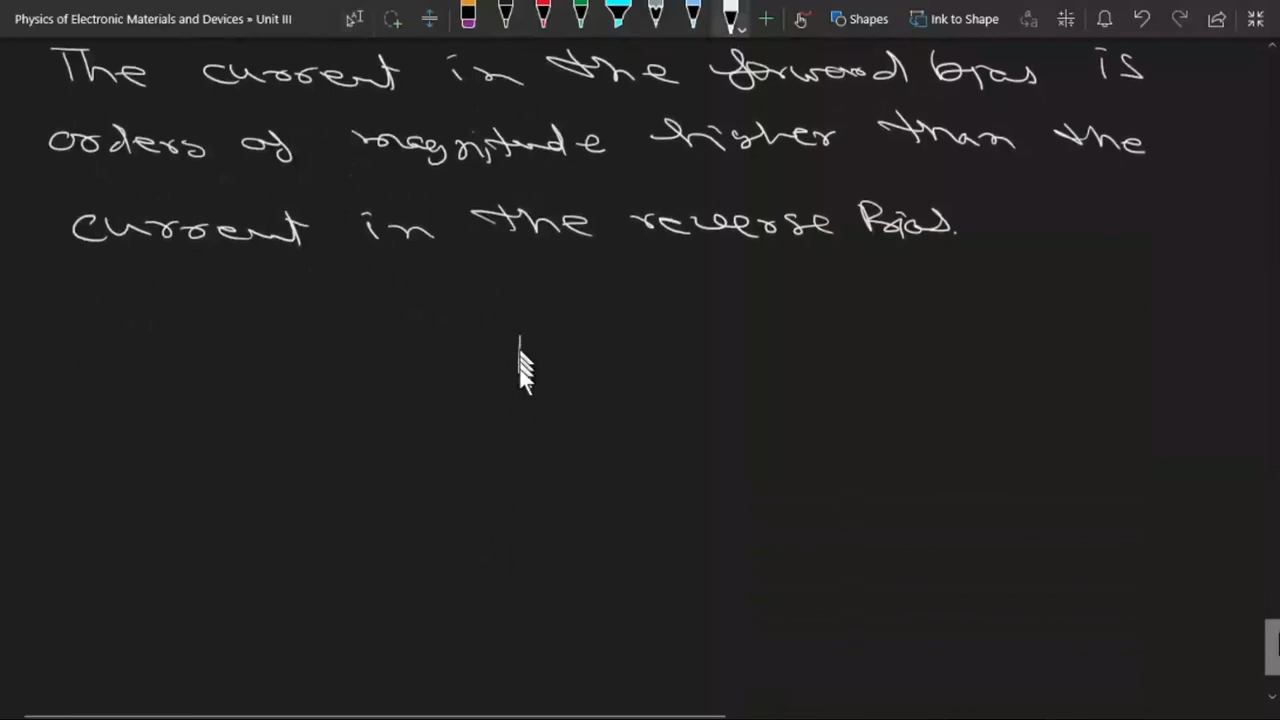 Physics of Electronic Materials and Devices » Unit III
Shapes
Ink to Shape
The current in the forward bias is
orders of magnitude higher than the
current in the reverse Bias.